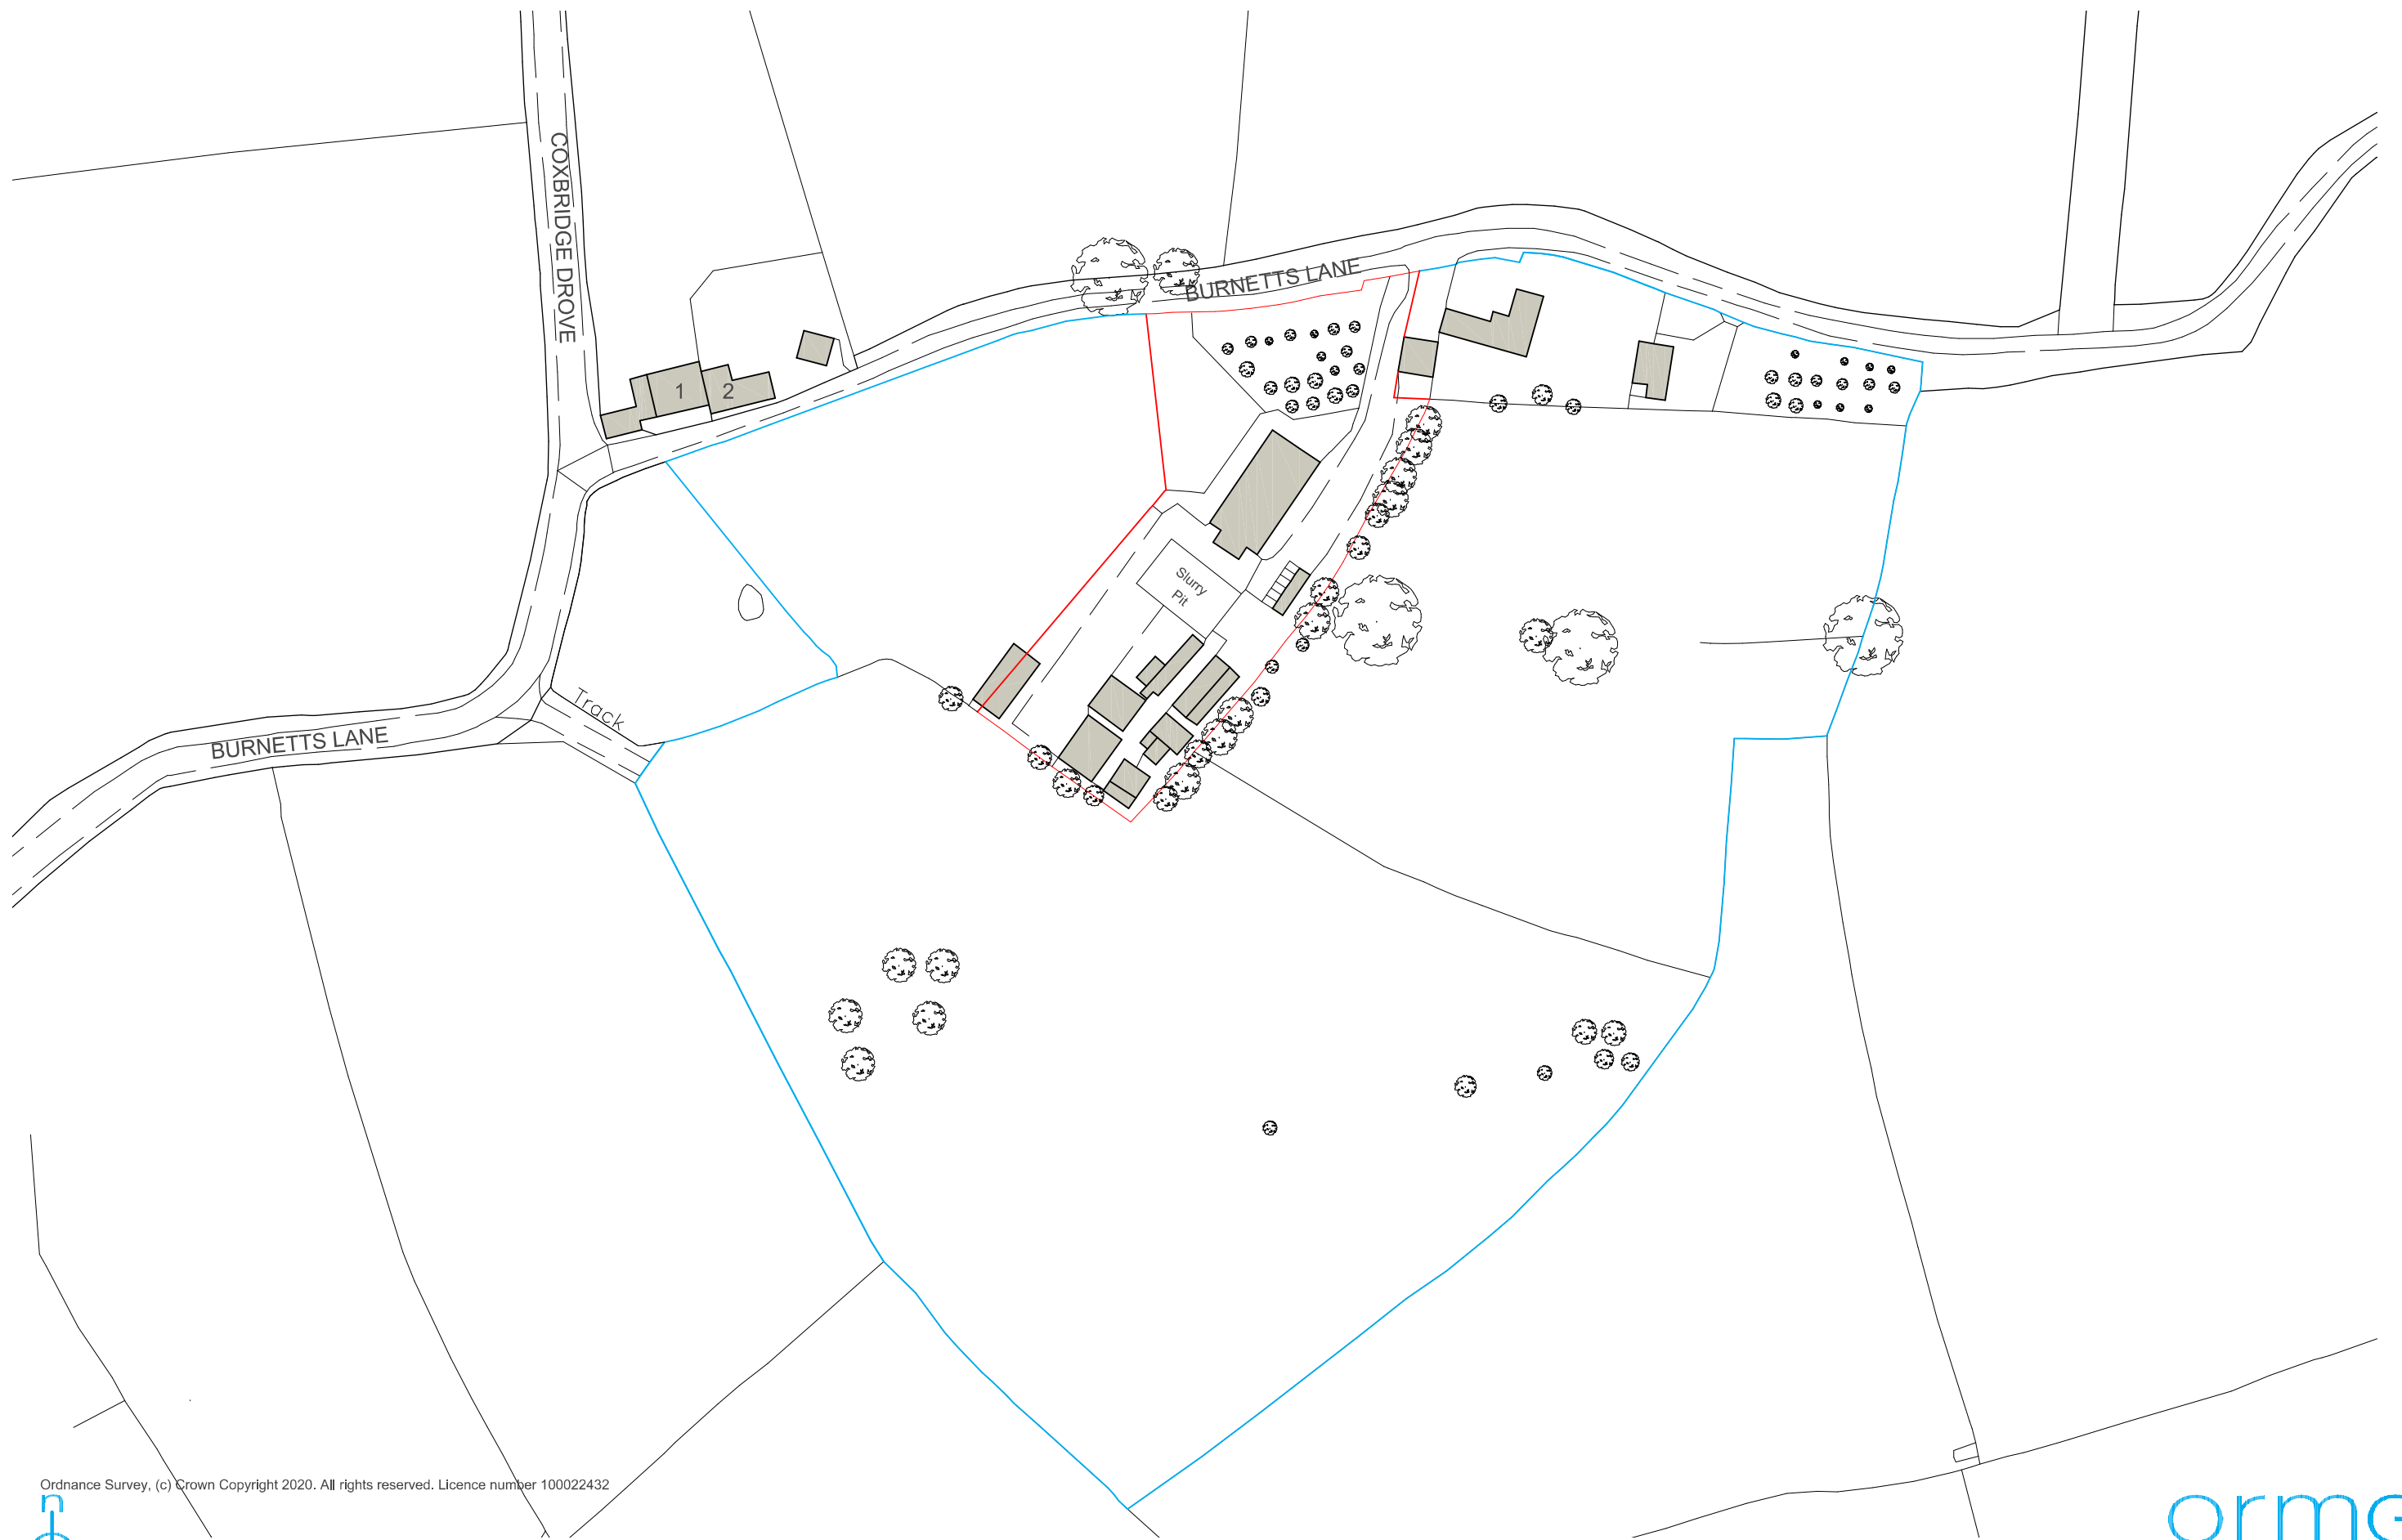 COXBRIDGE DROVE
BURNETTS LANE
1 2
Slurry
Pit
Track
BURNETTS LANE
Ordnance Survey, (c) Crown Copyright 2020. All rights reserved. Licence number 100022432
n